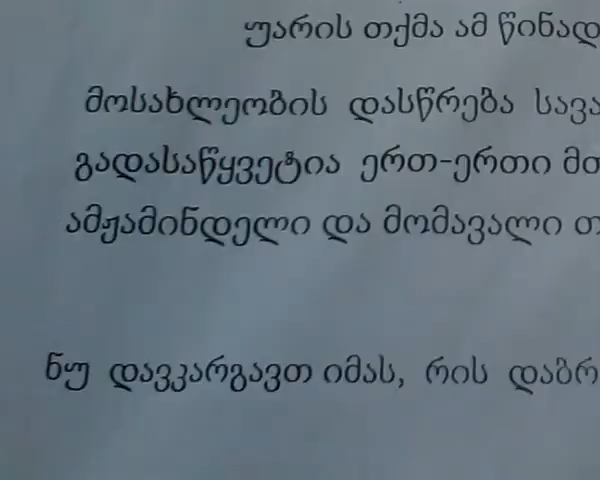 უარის თქმა ამ
მოსახლეობის დასწრება
გადასაწყვეტია ერთ-ერთი
ამჟამინდელი და მომავალი
ნუ დავკარგავთ იმას, რის